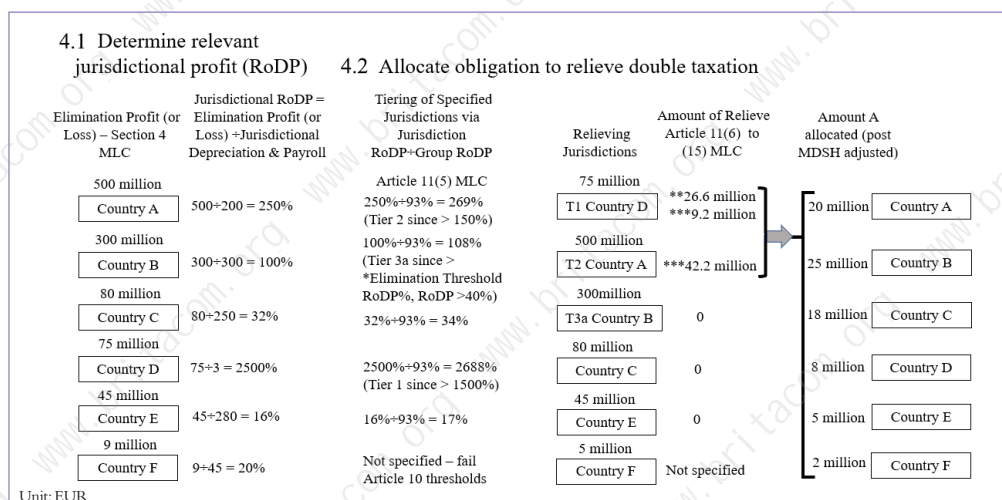 4.1 Determine relevant
jurisdictional profit (RoDP)
4.2 Allocate obligation to relieve double taxation
Elimination Profit (or
Loss) – Section 4
MLC
Jurisdictional RoDP =
Elimination Profit (or
Loss) ÷Jurisdictional
Depreciation & Payroll
Tiering of Specified
Jurisdictions via
Jurisdiction
RoDP÷Group RoDP
Relieving
Jurisdictions
Amount of Relieve
Article 11(6) to
(15) MLC
Amount A
allocated (post
MDSH adjusted)
Article 11(5) MLC
500 million
Country A
500÷200 = 250%
250%÷93% = 269%
(Tier 2 since > 150%)
75 million
T1 Country D
**26.6 million
***9.2 million
20 million
Country A
300 million
Country B
300÷300 = 100%
100%÷93% = 108%
(Tier 3a since >
*Elimination Threshold
RoDP%, RoDP >40%)
500 million
T2 Country A
***42.2 million
25 million
Country B
80 million
Country C
80÷250 = 32%
32%÷93% = 34%
300million
T3a Country B
0
18 million
Country C
75 million
Country D
75÷3 = 2500%
2500%÷93% = 2688%
(Tier 1 since > 1500%)
80 million
Country C
0
8 million
Country D
45 million
Country E
45÷280 = 16%
16%÷93% = 17%
45 million
Country E
0
5 million
Country E
9 million
Country F
9÷45 = 20%
Not specified – fail
Article 10 thresholds
5 million
Country F
Not specified
2 million
Country F
Unit: EUR
www.britacom.org